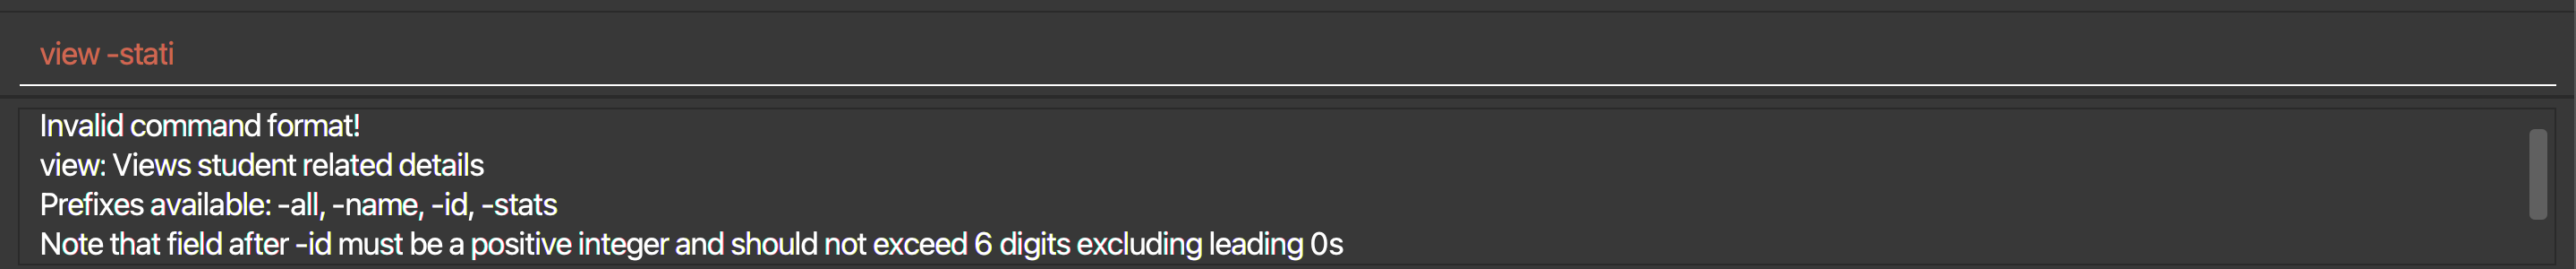 view -stati
Invalid command format!
view: Views student related details
Prefixes available: -all, -name, -id, -stats
Note that field after -id must be a positive integer and should not exceed 6 digits excluding leading 0s